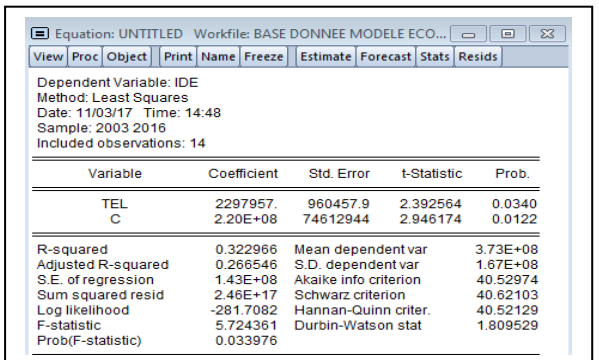 Equation: UNTITLED Workfile: BASE DONNEE MODELE ECO...
View Proc Object Print Name Freeze Estimate Forecast Stats Resids
Dependent Variable: IDE
Method: Least Squares
Date: 11/03/17 Time: 14:48
Sample: 2003 2016
Included observations: 14
Variable Coefficient Std. Error t-Statistic Prob.
TEL 2297957. 960457.9 2.392564 0.0340
C 2.20E+08 74612944 2.946174 0.0122
R-squared 0.322966 Mean dependent var 3.73E+08
Adjusted R-squared 0.266546 S.D. dependent var 1.67E+08
S.E. of regression 1.43E+08 Akaike info criterion 40.52974
Sum squared resid 2.46E+17 Schwarz criterion 40.62103
Log likelihood -281.7082 Hannan-Quinn criter. 40.52129
F-statistic 5.724361 Durbin-Watson stat 1.809529
Prob(F-statistic) 0.033976